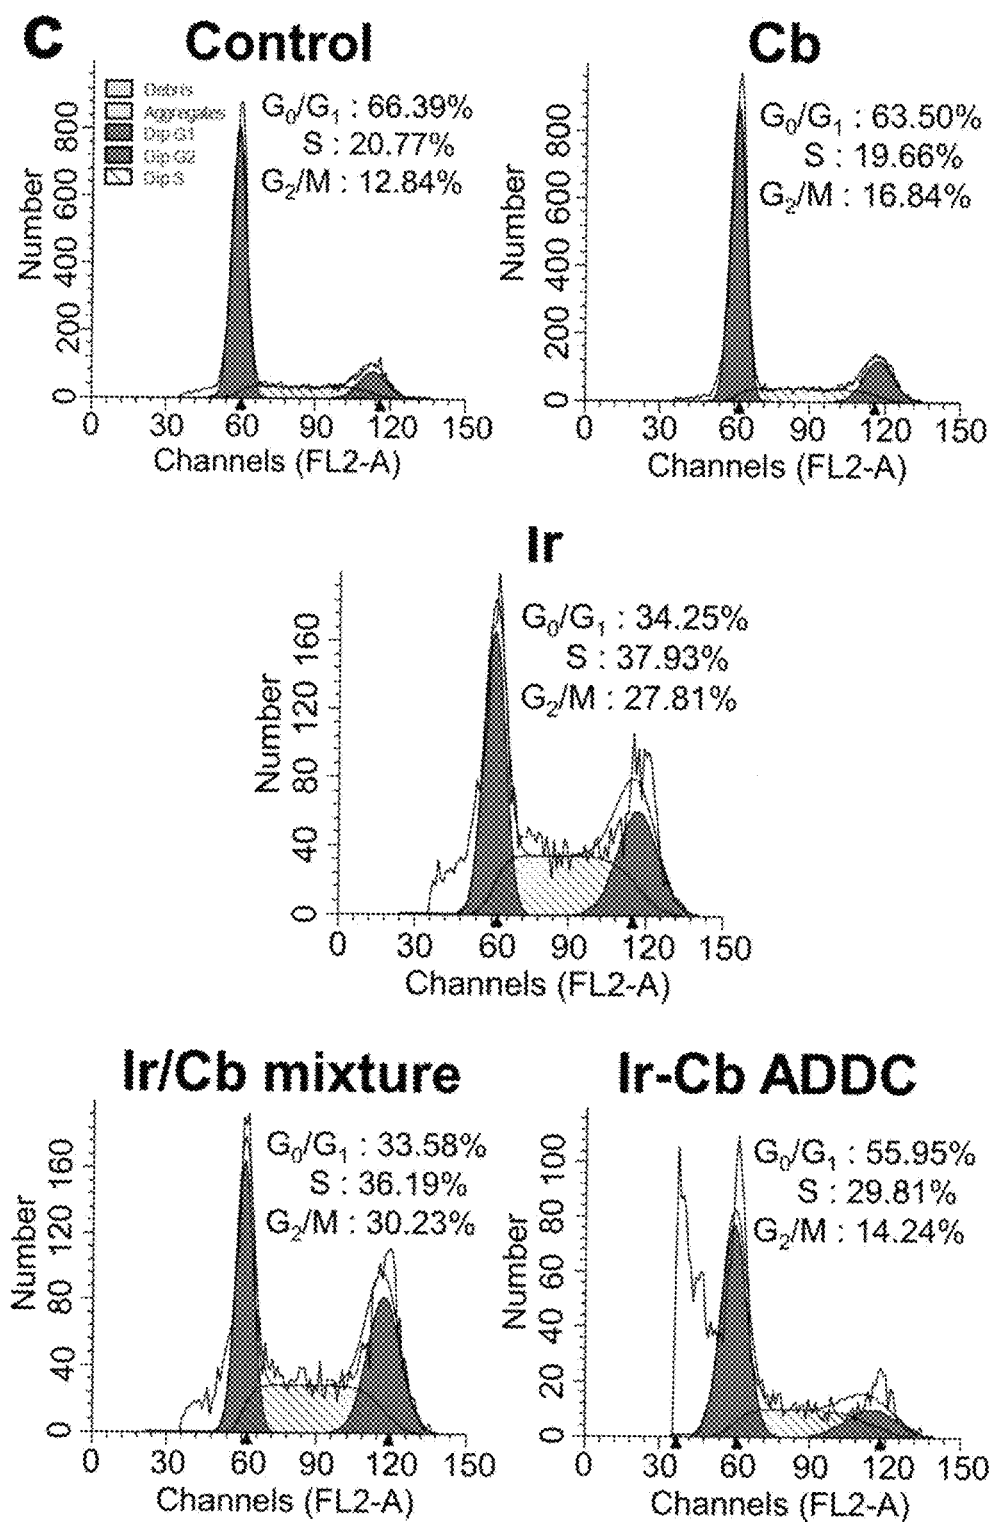 C
Control
Debris
Aggregates
Dip G1
Dip G2
Dip S
G0/G1 : 66.39%
S : 20.77%
G2/M : 12.84%
Number
0 200 400 600 800
0 30 60 90 120 150
Channels (FL2-A)
Cb
G0/G1 : 63.50%
S : 19.66%
G2/M : 16.84%
Number
0 200 400 600 800
0 30 60 90 120 150
Channels (FL2-A)
Ir
G0/G1 : 34.25%
S : 37.93%
G2/M : 27.81%
Number
0 40 80 120 160
0 30 60 90 120 150
Channels (FL2-A)
Ir/Cb mixture
G0/G1 : 33.58%
S : 36.19%
G2/M : 30.23%
Number
0 40 80 120 160
0 30 60 90 120 150
Channels (FL2-A)
Ir-Cb ADDC
G0/G1 : 55.95%
S : 29.81%
G2/M : 14.24%
Number
0 20 40 60 80 100
0 30 60 90 120 150
Channels (FL2-A)